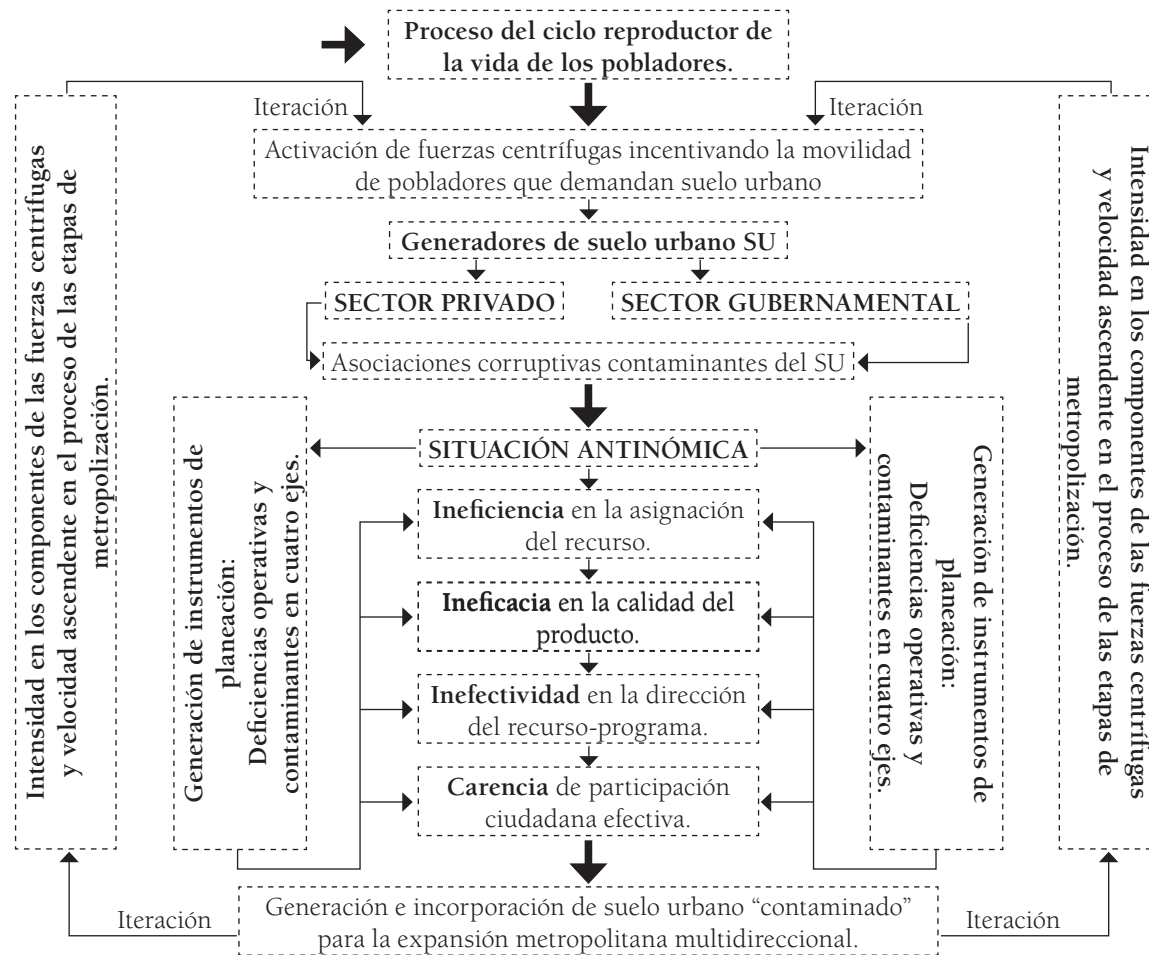 Proceso del ciclo reproductor de
la vida de los pobladores.
Iteración
Iteración
Activación de fuerzas centrífugas incentivando la movilidad
de pobladores que demandan suelo urbano
Generadores de suelo urbano SU
SECTOR PRIVADO
SECTOR GUBERNAMENTAL
Asociaciones corruptivas contaminantes del SU
SITUACIÓN ANTINÓMICA
Ineficiencia en la asignación
del recurso.
Ineficacia en la calidad del
producto.
Inefectividad en la dirección
del recurso-programa.
Carencia de participación
ciudadana efectiva.
Generación de instrumentos de
planeación:
Deficiencias operativas y
contaminantes en cuatro ejes.
Generación de instrumentos de
planeación:
Deficiencias operativas y
contaminantes en cuatro ejes.
Intensidad en los componentes de las fuerzas centrífugas
y velocidad ascendente en el proceso de las etapas de
metropolización.
Intensidad en los componentes de las fuerzas centrífugas
y velocidad ascendente en el proceso de las etapas de
metropolización.
Iteración
Generación e incorporación de suelo urbano “contaminado”
para la expansión metropolitana multidireccional.
Iteración